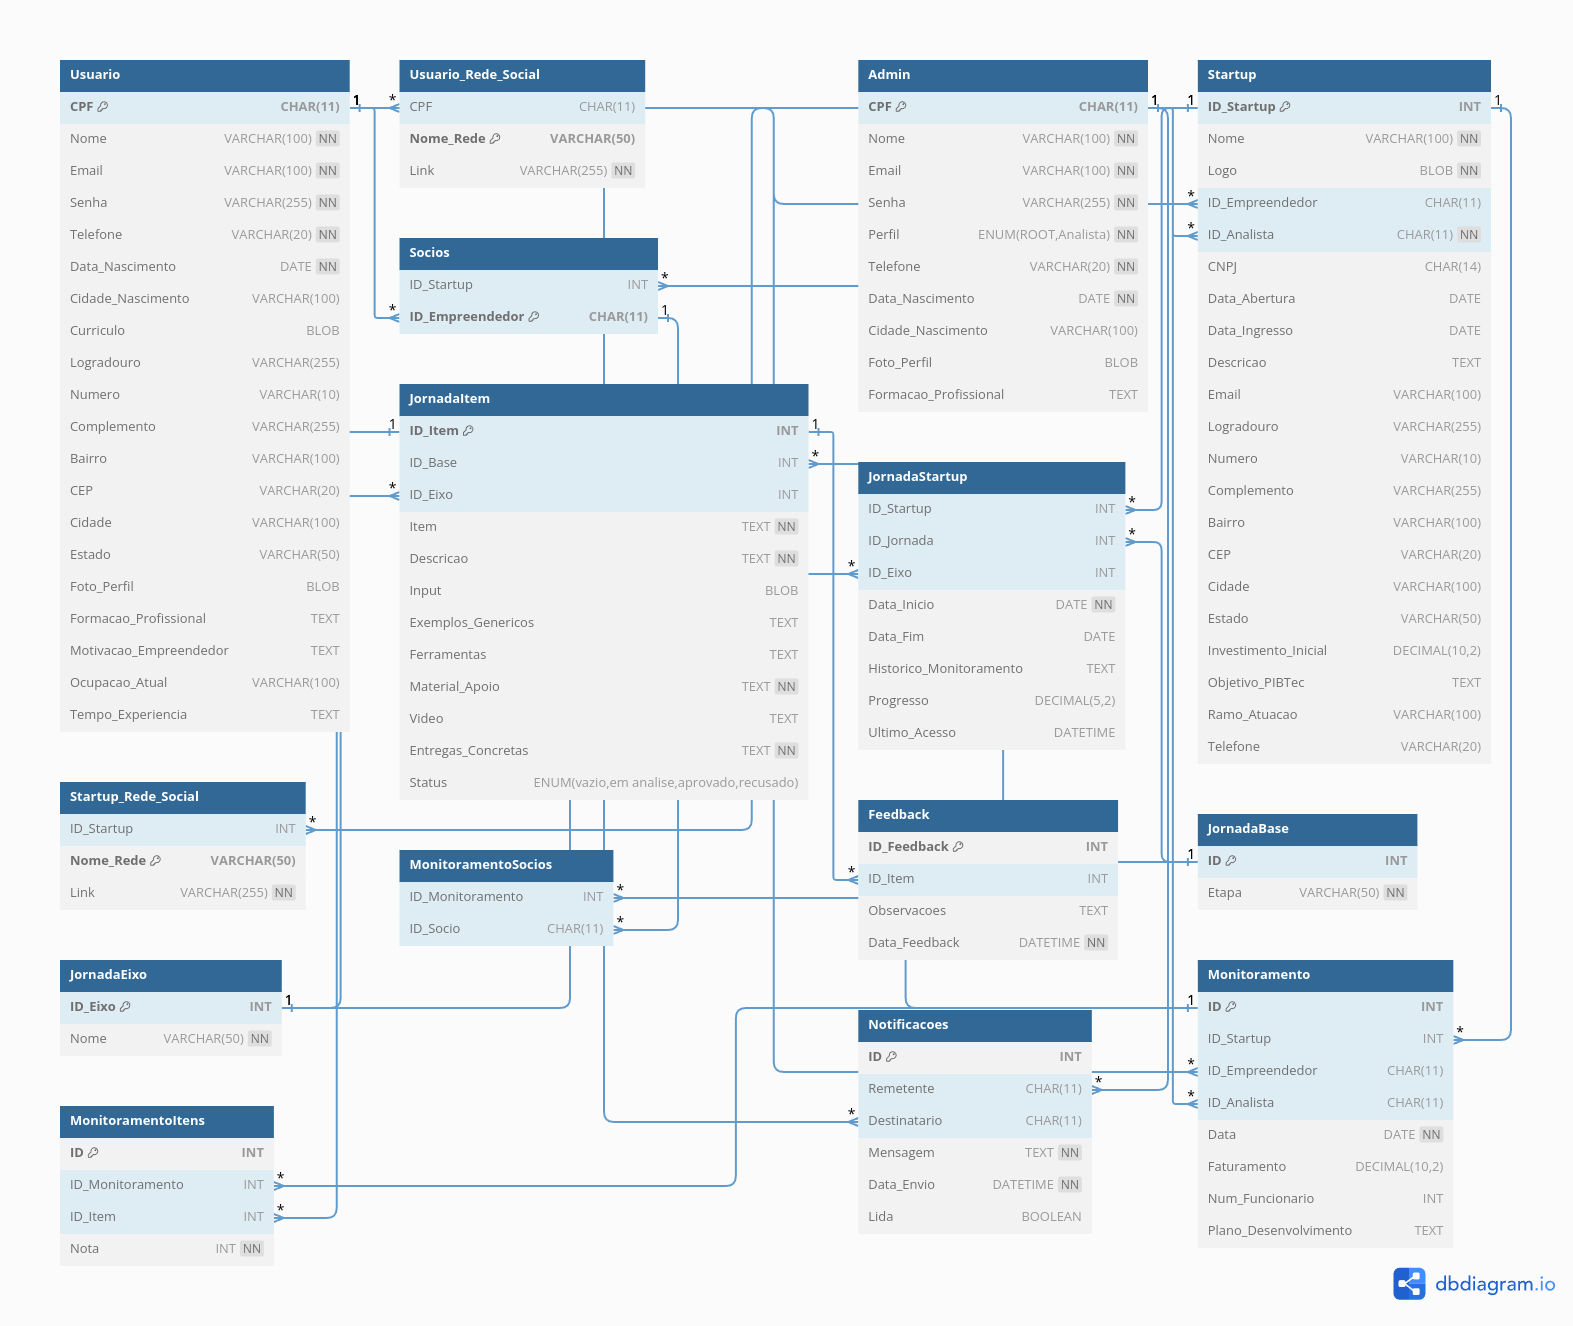 Usuario
CPF CHAR(11)
Nome VARCHAR(100) NN
Email VARCHAR(100) NN
Senha VARCHAR(255) NN
Telefone VARCHAR(20) NN
Data_Nascimento DATE NN
Cidade_Nascimento VARCHAR(100)
Curriculo BLOB
Logradouro VARCHAR(255)
Numero VARCHAR(10)
Complemento VARCHAR(255)
Bairro VARCHAR(100)
CEP VARCHAR(20)
Cidade VARCHAR(100)
Estado VARCHAR(50)
Foto_Perfil BLOB
Formacao_Profissional TEXT
Motivacao_Empreendedor TEXT
Ocupacao_Atual VARCHAR(100)
Tempo_Experiencia TEXT
1
Usuario_Rede_Social
* CPF CHAR(11)
Nome_Rede VARCHAR(50)
Link VARCHAR(255) NN
Socios
ID_Startup INT *
* ID_Empreendedor CHAR(11) 1
JornadaItem
1 ID_Item INT 1
ID_Base INT *
* ID_Eixo INT
Item TEXT NN
Descricao TEXT NN
Input BLOB
Exemplos_Genericos TEXT
Ferramentas TEXT
Material_Apoio TEXT NN
Video TEXT
Entregas_Concretas TEXT NN
Status ENUM(vazio,em analise,aprovado,recusado)
Admin
CPF CHAR(11) 1
Nome VARCHAR(100) NN
Email VARCHAR(100) NN
Senha VARCHAR(255) NN
Perfil ENUM(ROOT,Analista) NN
Telefone VARCHAR(20) NN
Data_Nascimento DATE NN
Cidade_Nascimento VARCHAR(100)
Foto_Perfil BLOB
Formacao_Profissional TEXT
Startup
1 ID_Startup INT 1
Nome VARCHAR(100) NN
Logo BLOB NN
* ID_Empreendedor CHAR(11)
* ID_Analista CHAR(11) NN
CNPJ CHAR(14)
Data_Abertura DATE
Data_Ingresso DATE
Descricao TEXT
Email VARCHAR(100)
Logradouro VARCHAR(255)
Numero VARCHAR(10)
Complemento VARCHAR(255)
Bairro VARCHAR(100)
CEP VARCHAR(20)
Cidade VARCHAR(100)
Estado VARCHAR(50)
Investimento_Inicial DECIMAL(10,2)
Objetivo_PIBTec TEXT
Ramo_Atuacao VARCHAR(100)
Telefone VARCHAR(20)
JornadaStartup
ID_Startup INT *
ID_Jornada INT *
* ID_Eixo INT
Data_Inicio DATE NN
Data_Fim DATE
Historico_Monitoramento TEXT
Progresso DECIMAL(5,2)
Ultimo_Acesso DATETIME
Startup_Rede_Social
ID_Startup INT *
Nome_Rede VARCHAR(50)
Link VARCHAR(255) NN
MonitoramentoSocios
ID_Monitoramento INT *
ID_Socio CHAR(11) *
Feedback
ID_Feedback INT
* ID_Item INT
Observacoes TEXT
Data_Feedback DATETIME NN
JornadaBase
1 ID INT
Etapa VARCHAR(50) NN
JornadaEixo
ID_Eixo INT 1
Nome VARCHAR(50) NN
Notificacoes
ID INT
Remetente CHAR(11) *
* Destinatario CHAR(11)
Mensagem TEXT NN
Data_Envio DATETIME NN
Lida BOOLEAN
Monitoramento
1 ID INT
ID_Startup INT *
* ID_Empreendedor CHAR(11)
* ID_Analista CHAR(11)
Data DATE NN
Faturamento DECIMAL(10,2)
Num_Funcionario INT
Plano_Desenvolvimento TEXT
MonitoramentoItens
ID INT
ID_Monitoramento INT *
ID_Item INT *
Nota INT NN
dbdiagram.io